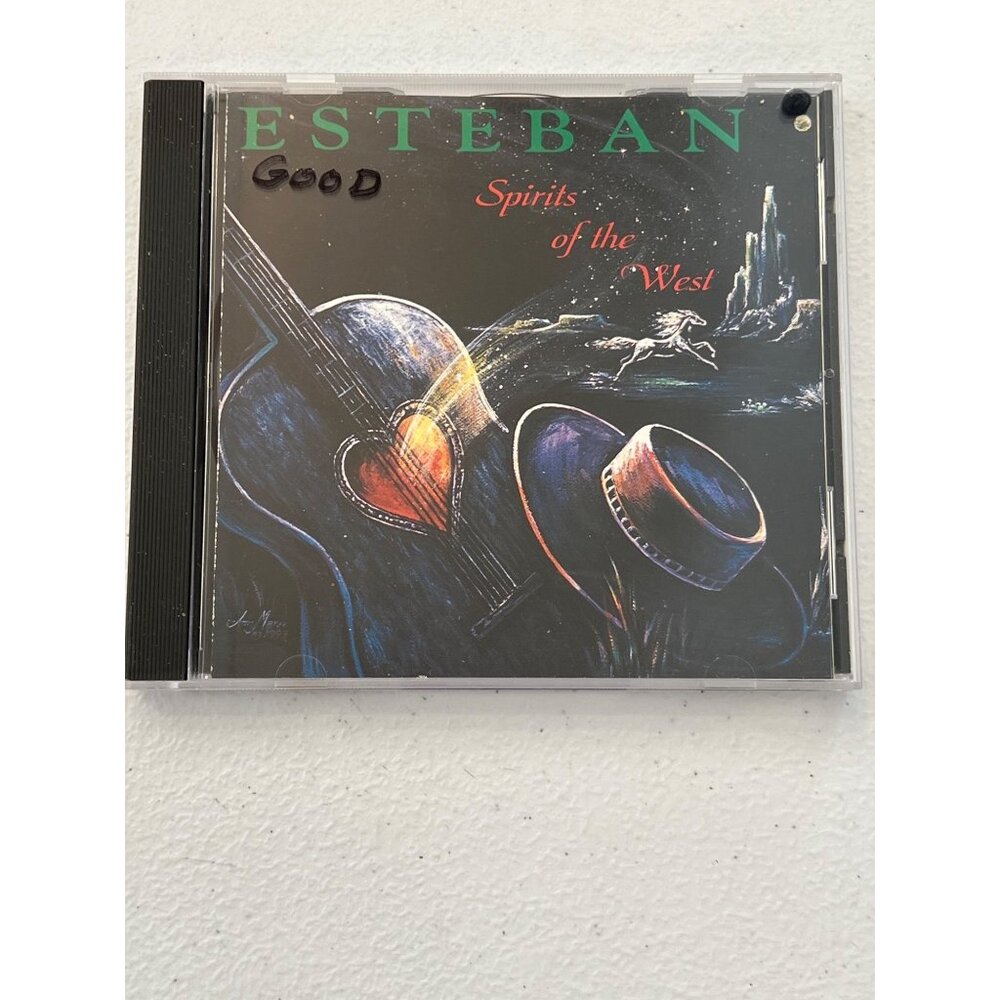 ESTEBAN
GOOD
Spirits
of the
West